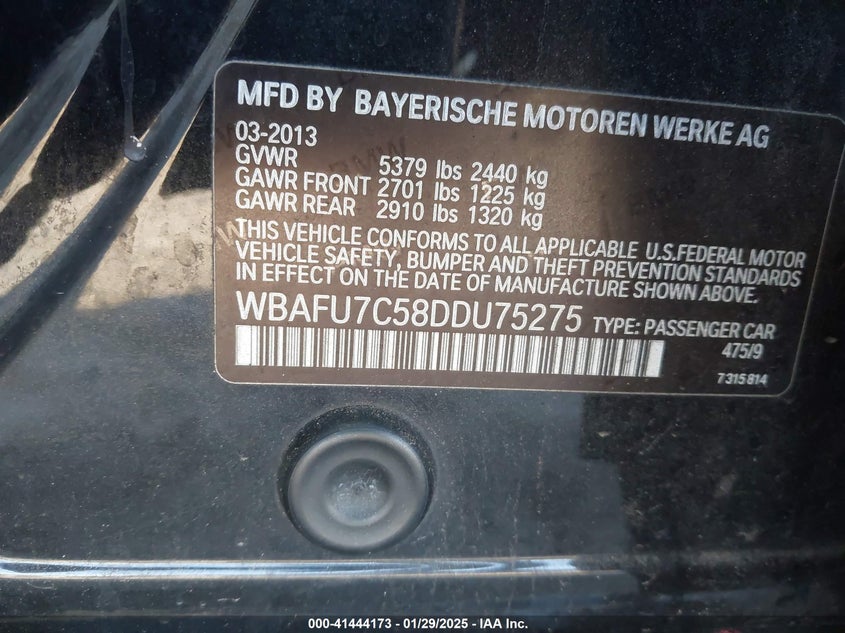 MFD BY BAYERISCHE MOTOREN WERKE AG
03-2013
GVWR 5379 lbs 2440 kg
GAWR FRONT 2701 lbs 1225 kg
GAWR REAR 2910 lbs 1320 kg
THIS VEHICLE CONFORMS TO ALL APPLICABLE U.S.FEDERAL MOTOR
VEHICLE SAFETY, BUMPER AND THEFT PREVENTION STANDARDS
IN EFFECT ON THE DATE OF MANUFACTURE SHOWN ABOVE.
WBAFU7C58DDU75275 TYPE: PASSENGER CAR
475/9
7 315 814
000-41444173 - 01/29/2025 - IAA Inc.